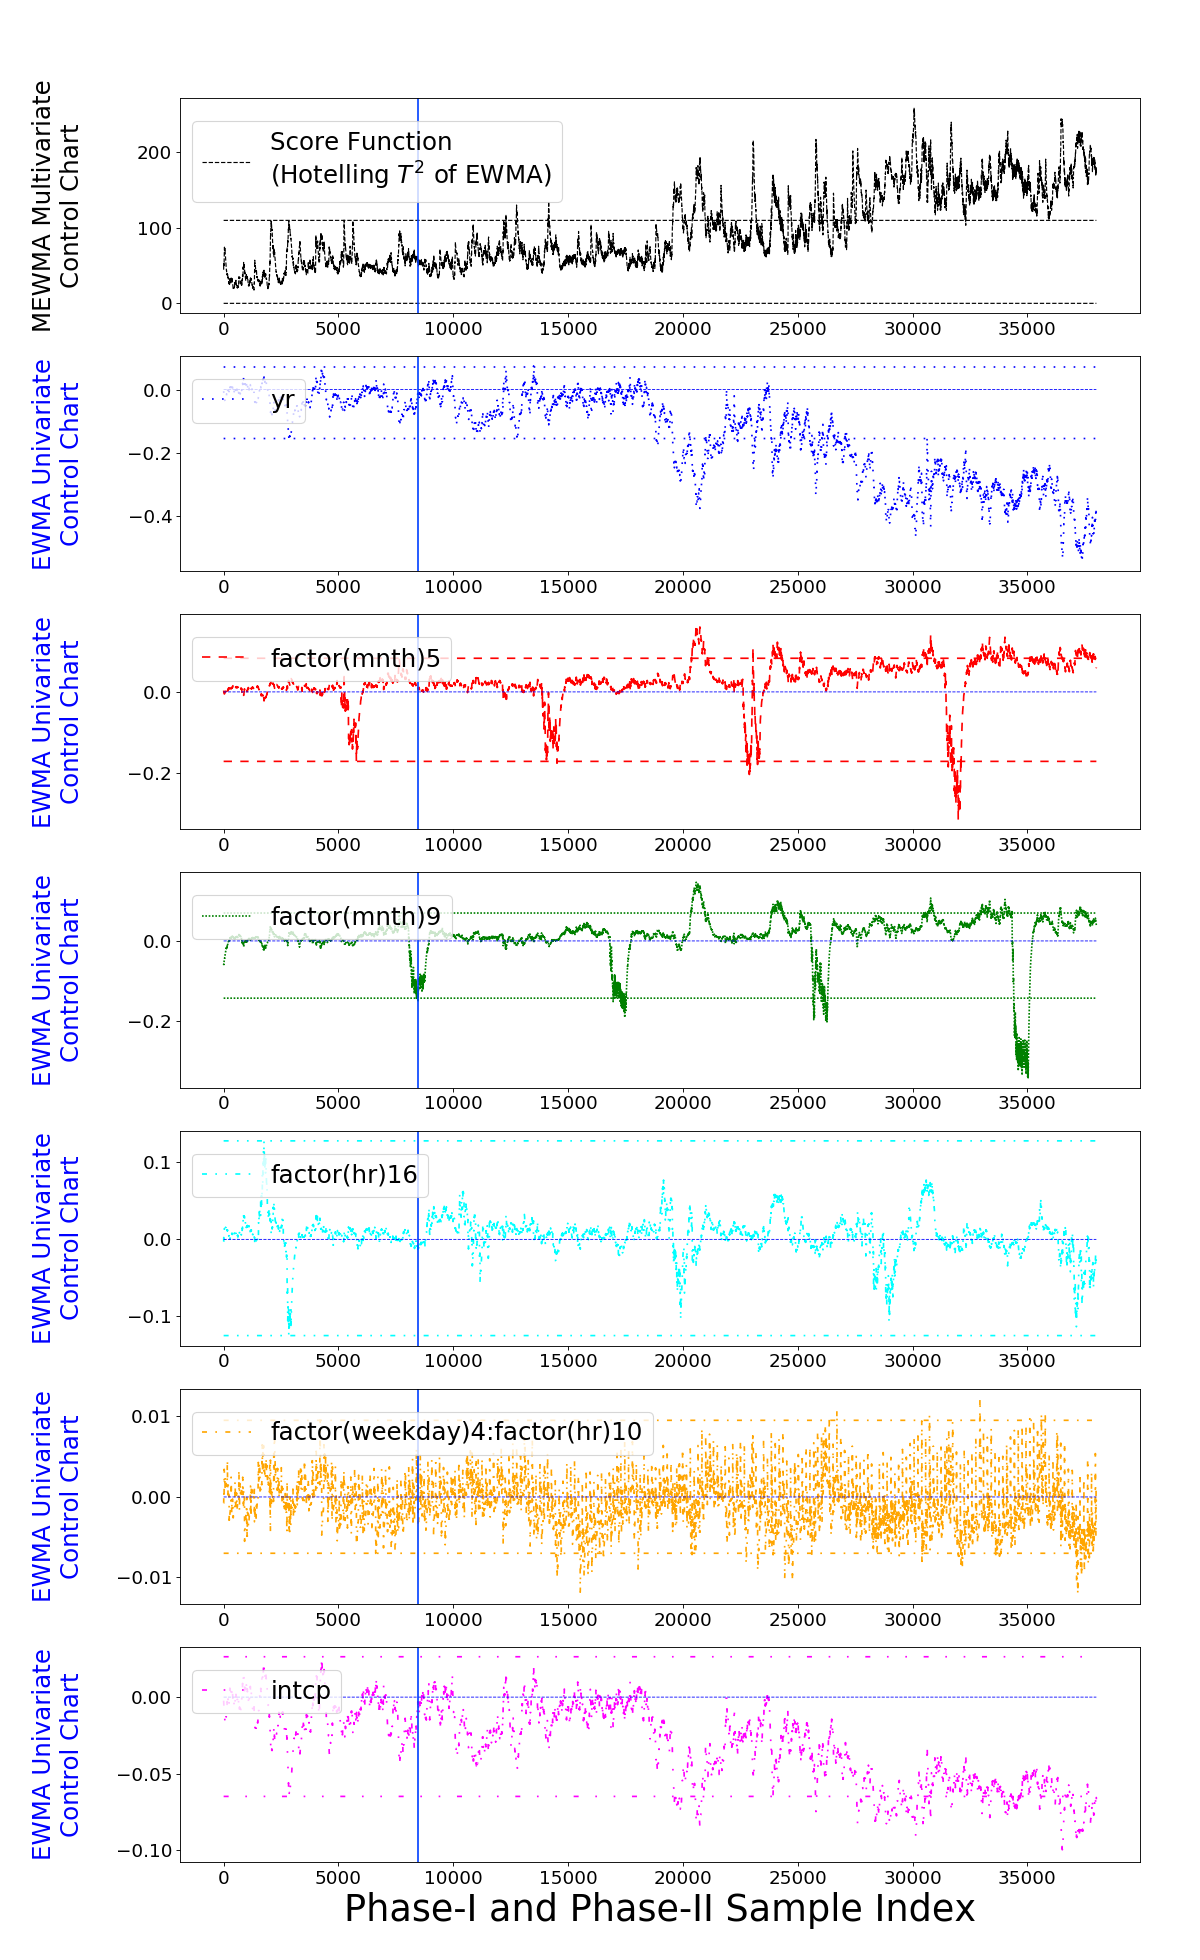 MEWMA Multivariate
Control Chart
Score Function
(Hotelling T² of EWMA)
200
100
0
0 5000 10000 15000 20000 25000 30000 35000
EWMA Univariate
Control Chart
yr
0.0
−0.2
−0.4
0 5000 10000 15000 20000 25000 30000 35000
EWMA Univariate
Control Chart
factor(mnth)5
0.0
−0.2
0 5000 10000 15000 20000 25000 30000 35000
EWMA Univariate
Control Chart
factor(mnth)9
0.0
−0.2
0 5000 10000 15000 20000 25000 30000 35000
EWMA Univariate
Control Chart
factor(hr)16
0.1
0.0
−0.1
0 5000 10000 15000 20000 25000 30000 35000
EWMA Univariate
Control Chart
factor(weekday)4:factor(hr)10
0.01
0.00
−0.01
0 5000 10000 15000 20000 25000 30000 35000
EWMA Univariate
Control Chart
intcp
0.00
−0.05
−0.10
0 5000 10000 15000 20000 25000 30000 35000
Phase-I and Phase-II Sample Index